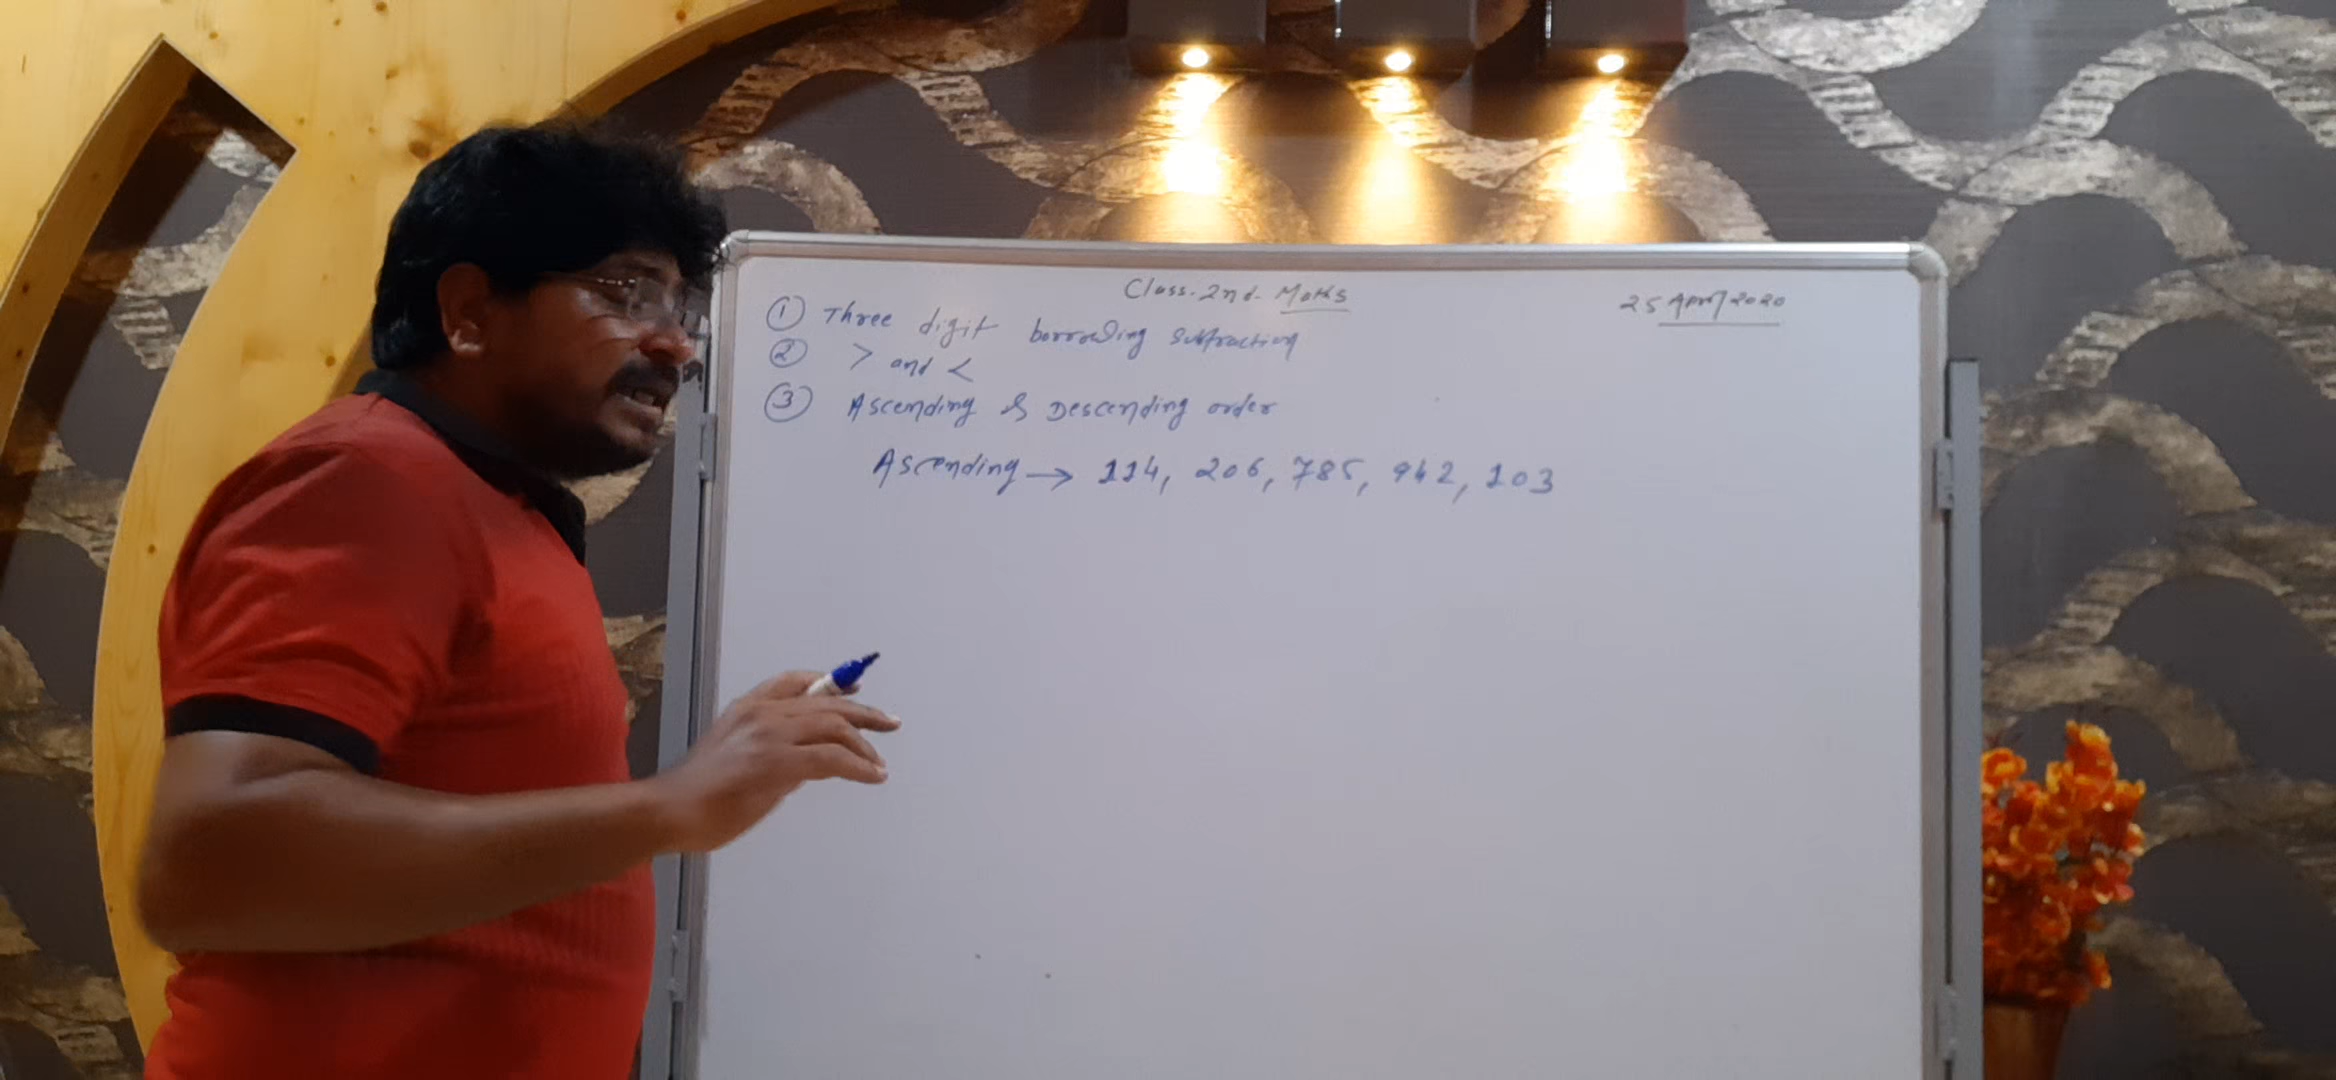 Class-2nd-Maths
25 April 2020
① Three digit borrowing Subtraction
② > and <
③ Ascending & Descending order
Ascending → 114, 206, 785, 942, 103